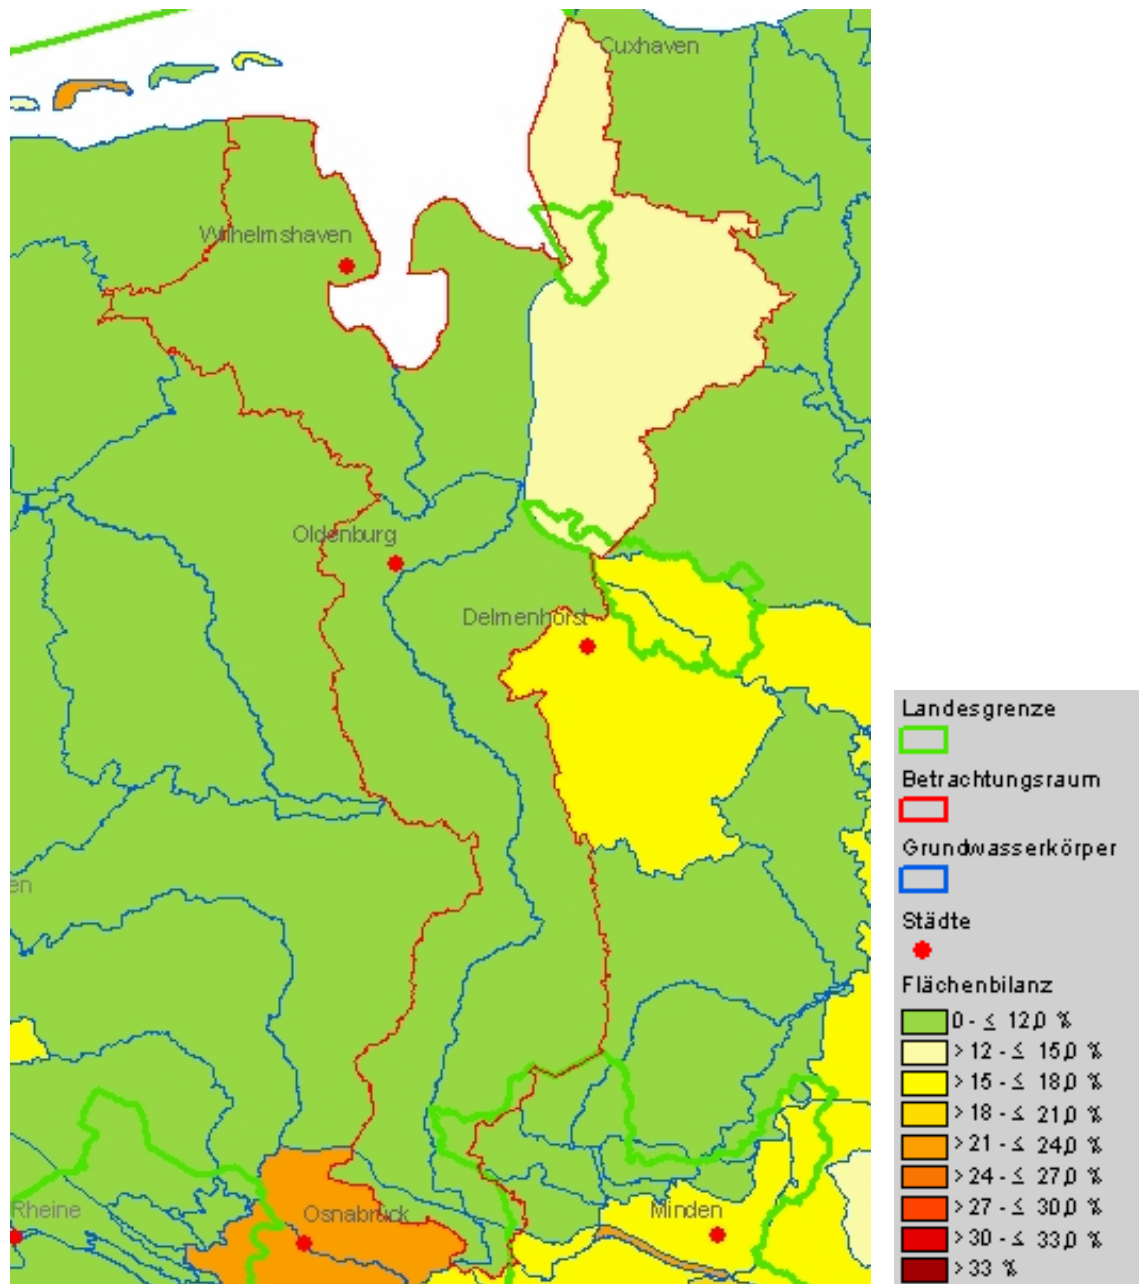 Cuxhaven
Wilhelmshaven
Oldenburg
Delmenhorst
en
Rheine
Osnabrück
Minden
Landesgrenze
Betrachtungsraum
Grundwasserkörper
Städte
Flächenbilanz
0 - ≤ 12,0 %
> 12 - ≤ 15,0 %
> 15 - ≤ 18,0 %
> 18 - ≤ 21,0 %
> 21 - ≤ 24,0 %
> 24 - ≤ 27,0 %
> 27 - ≤ 30,0 %
> 30 - ≤ 33,0 %
> 33 %